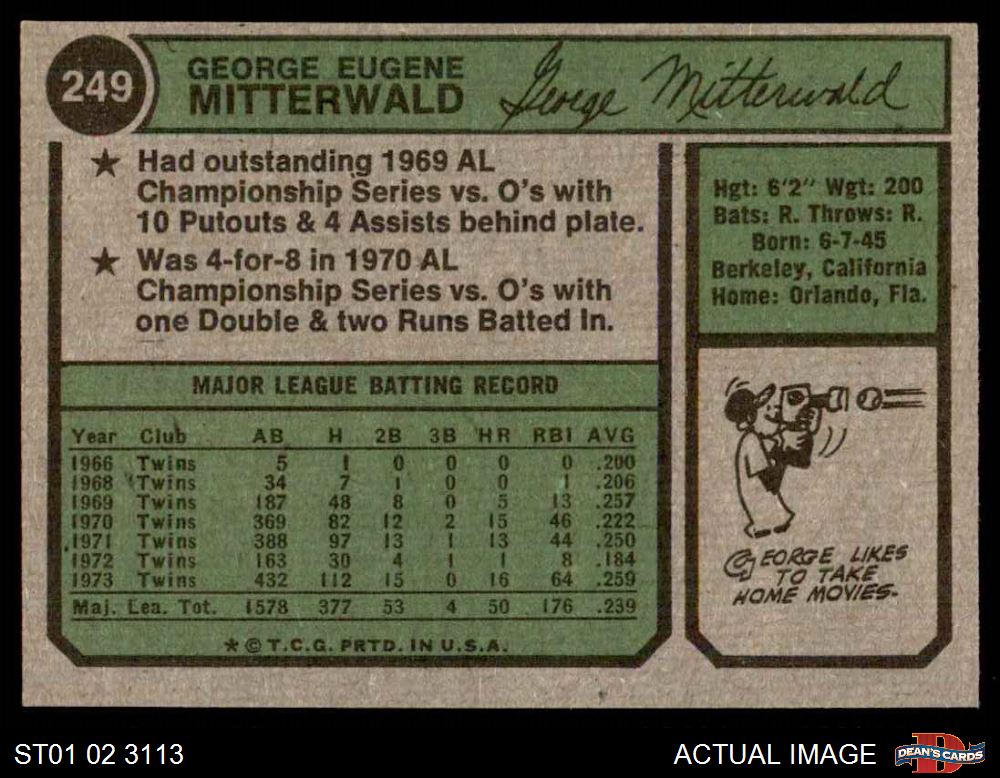 249
GEORGE EUGENE
MITTERWALD
George Mitterwald
★ Had outstanding 1969 AL
Championship Series vs. O's with
10 Putouts & 4 Assists behind plate.
★ Was 4-for-8 in 1970 AL
Championship Series vs. O's with
one Double & two Runs Batted In.
Hgt: 6'2" Wgt: 200
Bats: R. Throws: R.
Born: 6-7-45
Berkeley, California
Home: Orlando, Fla.
MAJOR LEAGUE BATTING RECORD
Year Club AB H 2B 3B HR RBI AVG
1966 Twins 5 1 0 0 0 0 .200
1968 Twins 34 7 1 0 0 1 .206
1969 Twins 187 48 8 0 5 13 .257
1970 Twins 369 82 12 2 15 46 .222
1971 Twins 388 97 13 1 13 44 .250
1972 Twins 163 30 4 1 1 8 .184
1973 Twins 432 112 15 0 16 64 .259
Maj. Lea. Tot. 1578 377 53 4 50 176 .239
★ © T.C.G. PRTD. IN U.S.A.
GEORGE LIKES
TO TAKE
HOME MOVIES.
ST01 02 3113
ACTUAL IMAGE
D
DEAN'S CARDS